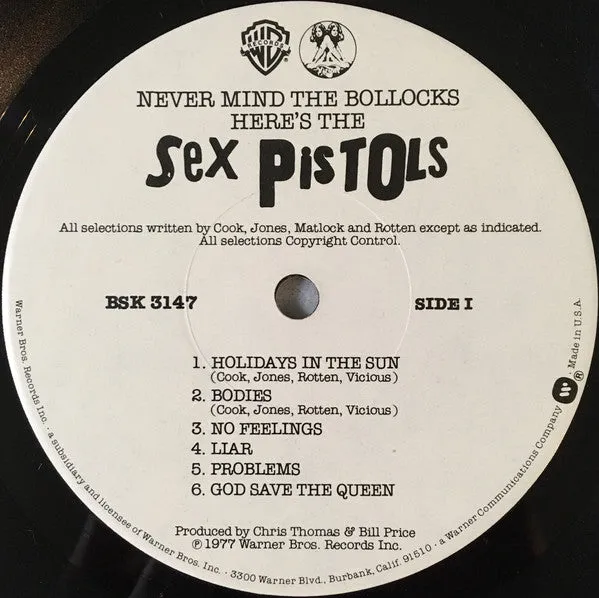 RECORDS
NEVER MIND THE BOLLOCKS
HERE'S THE
Sex PisTOLs
All selections written by Cook, Jones, Matlock and Rotten except as indicated.
All selections Copyright Control.
BSK 3147
SIDE I
1. HOLIDAYS IN THE SUN
(Cook, Jones, Rotten, Vicious)
2. BODIES
(Cook, Jones, Rotten, Vicious)
3. NO FEELINGS
4. LIAR
5. PROBLEMS
6. GOD SAVE THE QUEEN
Produced by Chris Thomas & Bill Price
℗ 1977 Warner Bros. Records Inc.
Warner Bros. Records Inc. · a subsidiary and licensee of Warner Bros. Inc. · 3300 Warner Blvd., Burbank, Calif. 91510 · a Warner Communications Company ® · Made in U.S.A.